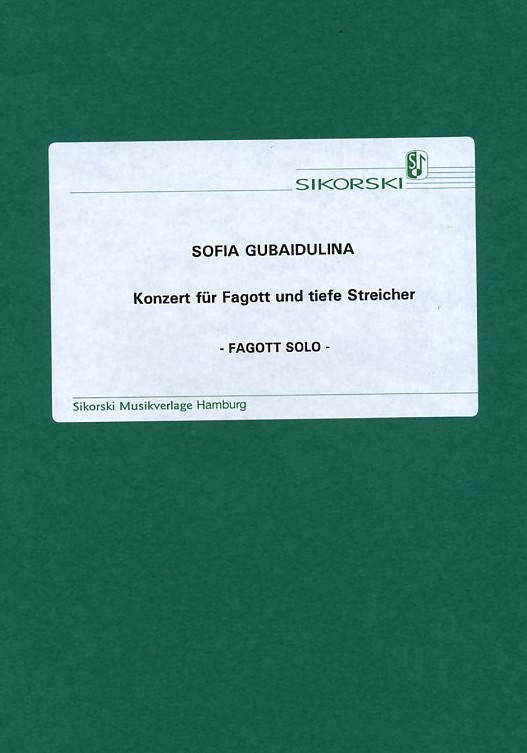 SIKORSKI
SOFIA GUBAIDULINA
Konzert für Fagott und tiefe Streicher
- FAGOTT SOLO -
Sikorski Musikverlage Hamburg